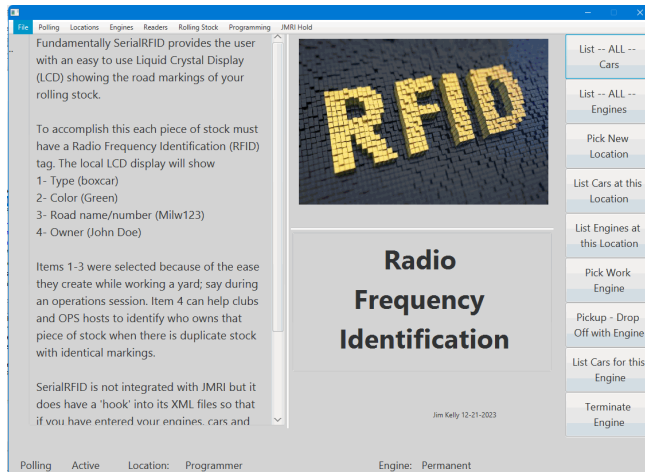 File Polling Locations Engines Readers Rolling Stock Programming JMRI Hold
Fundamentally SerialRFID provides the user
with an easy to use Liquid Crystal Display
(LCD) showing the road markings of your
rolling stock.
To accomplish this each piece of stock must
have a Radio Frequency Identification (RFID)
tag. The local LCD display will show
1- Type (boxcar)
2- Color (Green)
3- Road name/number (Milw123)
4- Owner (John Doe)
Items 1-3 were selected because of the ease
they create while working a yard; say during
an operations session. Item 4 can help clubs
and OPS hosts to identify who owns that
piece of stock when there is duplicate stock
with identical markings.
SerialRFID is not integrated with JMRI but it
does have a 'hook' into its XML files so that
if you have entered your engines, cars and
RFID
Radio
Frequency
Identification
Jim Kelly 12-21-2023
List -- ALL --
Cars
List -- ALL --
Engines
Pick New
Location
List Cars at this
Location
List Engines at
this Location
Pick Work
Engine
Pickup - Drop
Off with Engine
List Cars for this
Engine
Terminate
Engine
Polling Active Location: Programmer Engine: Permanent